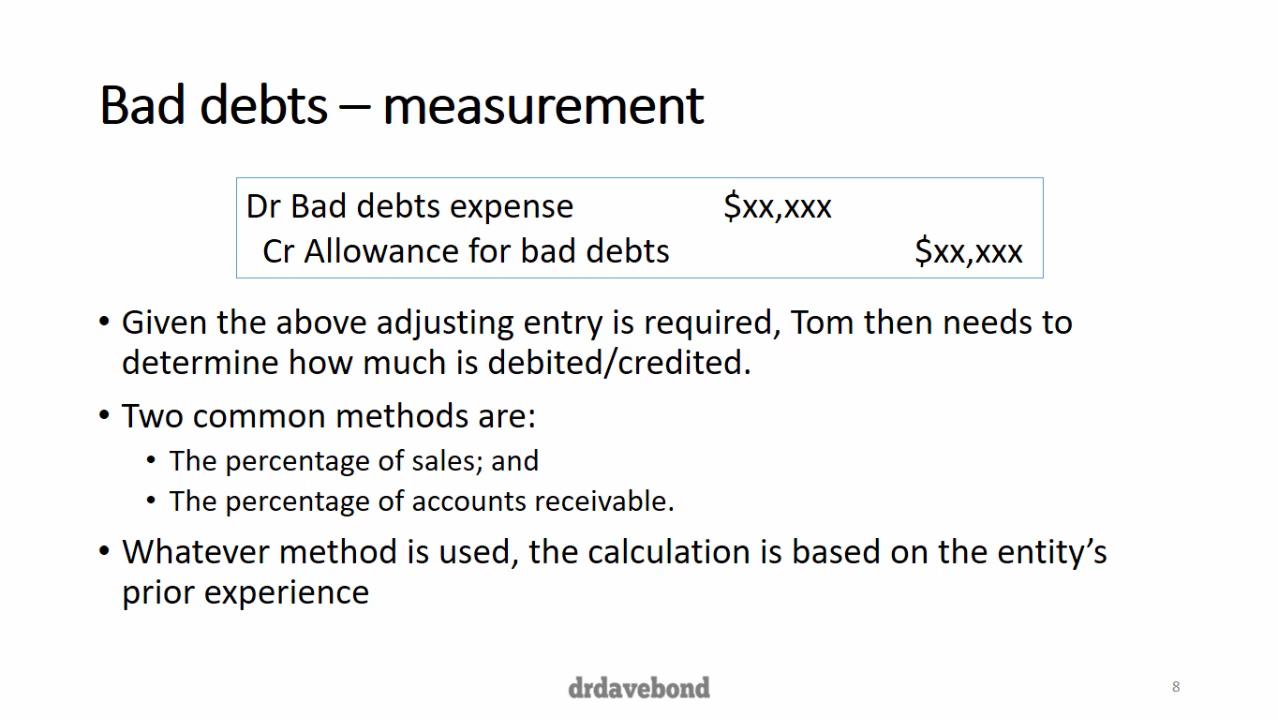 Bad debts – measurement
Dr Bad debts expense $xx,xxx
Cr Allowance for bad debts $xx,xxx
• Given the above adjusting entry is required, Tom then needs to
determine how much is debited/credited.
• Two common methods are:
• The percentage of sales; and
• The percentage of accounts receivable.
• Whatever method is used, the calculation is based on the entity’s
prior experience
drdavebond
8